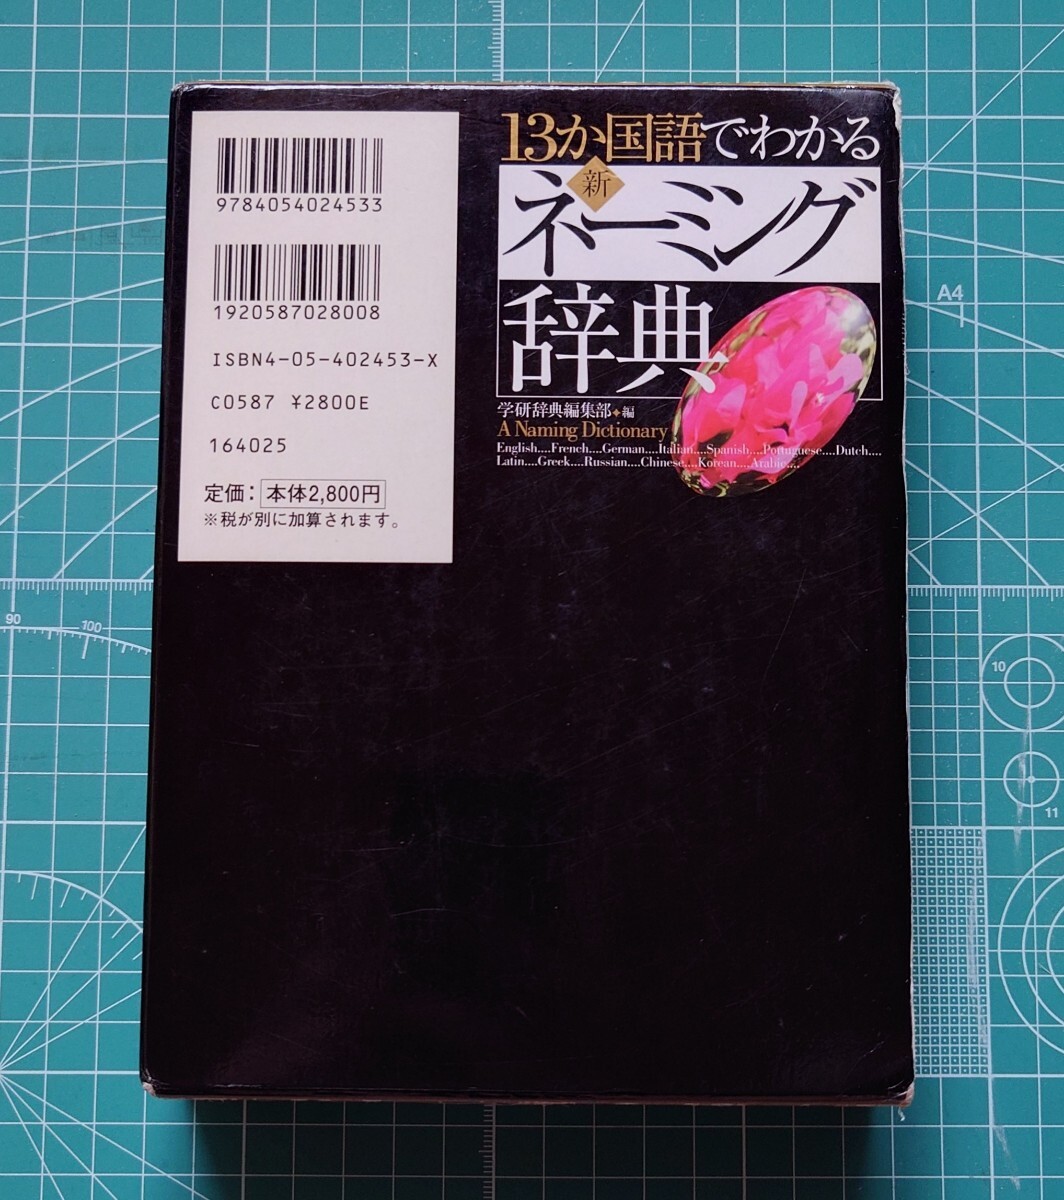 9784054024533
1920587028008
ISBN4-05-402453-X
C0587 ¥2800E
164025
定価：本体2,800円
※税が別に加算されます。
13か国語でわかる
新
ネーミング
辞典
学研辞典編集部◆編
A Naming Dictionary
English....French....German....Italian....Spanish....Portuguese....Dutch....
Latin....Greek....Russian....Chinese....Korean....Arabic....
A4
90
100
10
11